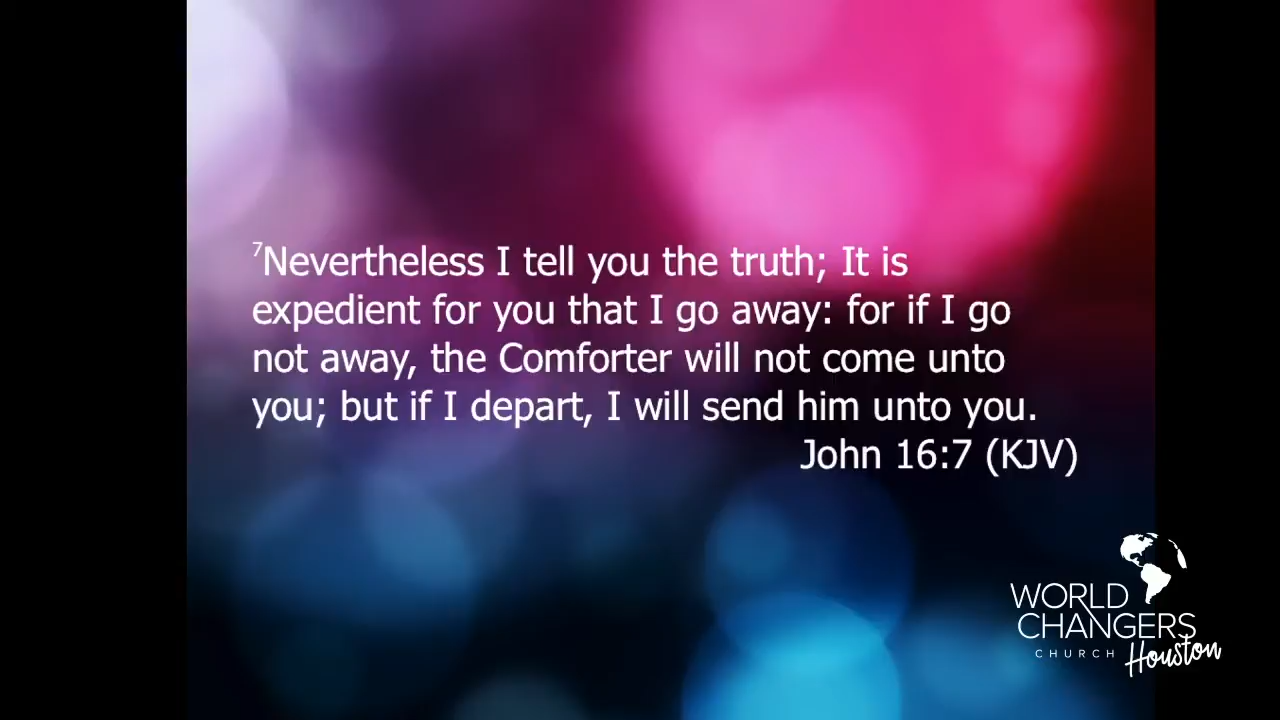 ⁷Nevertheless I tell you the truth; It is
expedient for you that I go away: for if I go
not away, the Comforter will not come unto
you; but if I depart, I will send him unto you.
John 16:7 (KJV)
WORLD
CHANGERS
CHURCH Houston